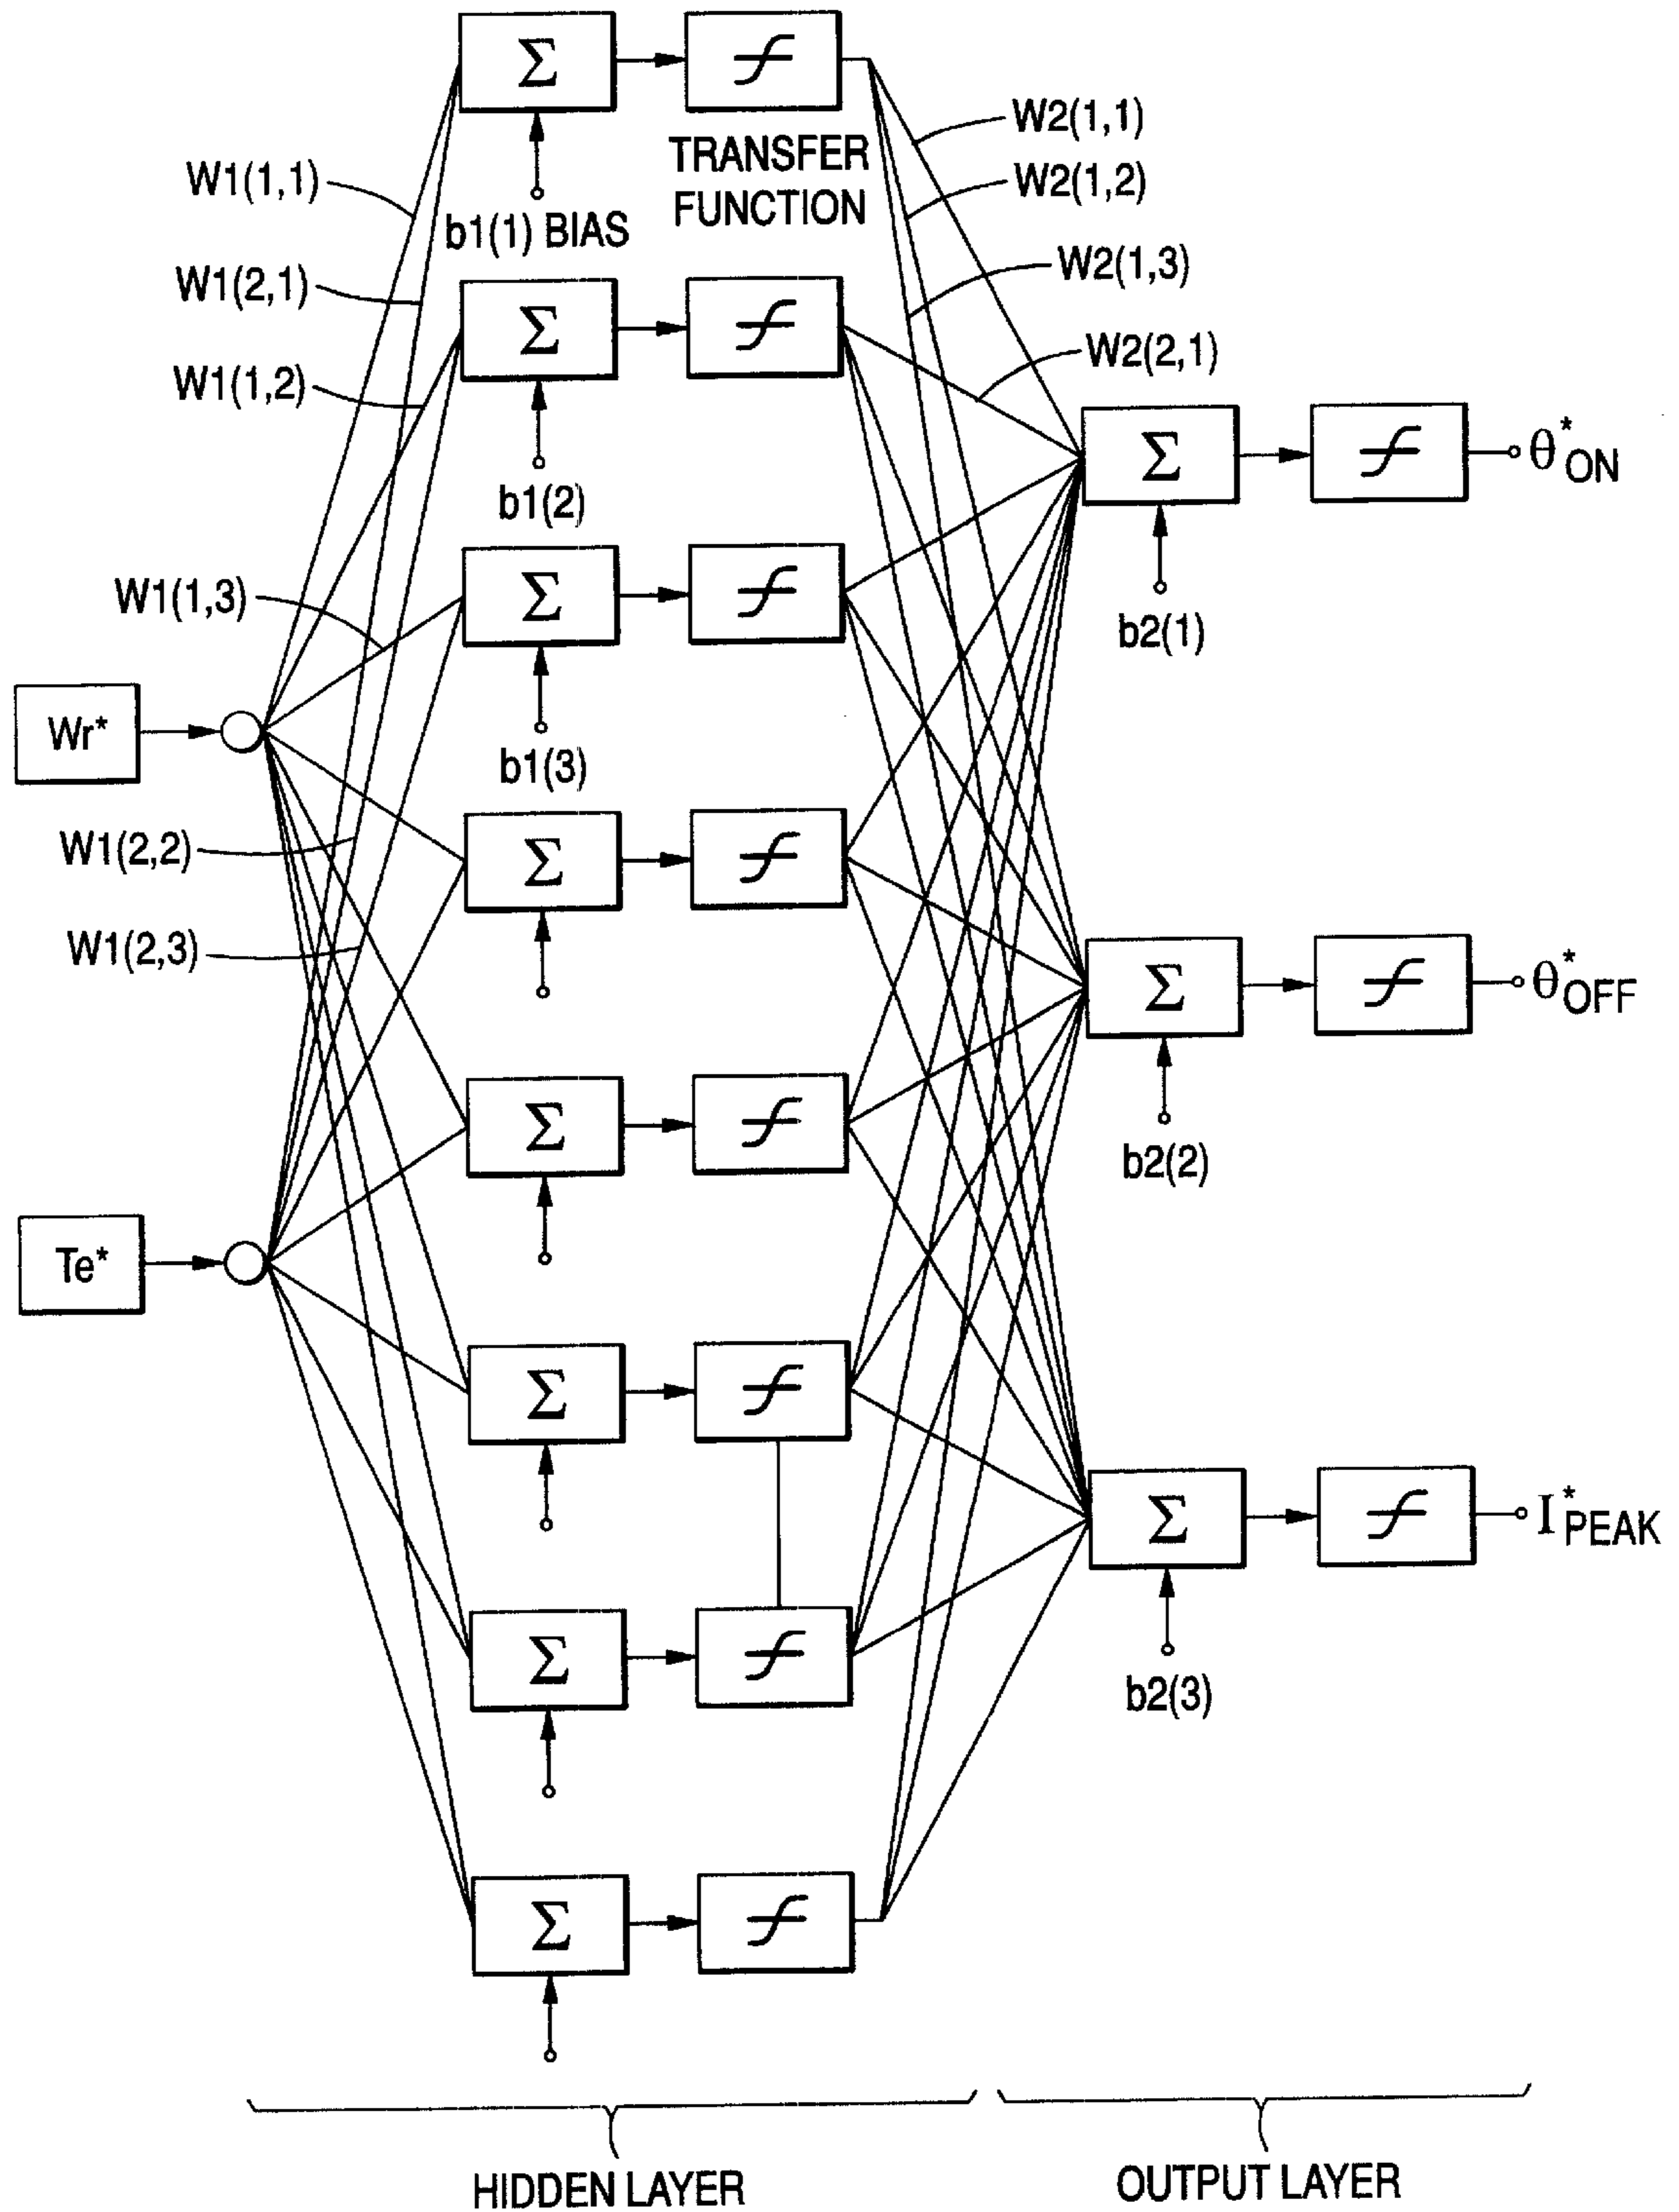 Σ
TRANSFER
FUNCTION
b1(1) BIAS
W1(1,1)
W1(2,1)
W1(1,2)
W2(1,1)
W2(1,2)
W2(1,3)
W2(2,1)
Σ
b1(2)
Σ
θ*ON
b2(1)
W1(1,3)
Σ
b1(3)
Wr*
W1(2,2)
W1(2,3)
Σ
Σ
θ*OFF
b2(2)
Σ
Te*
Σ
Σ
I*PEAK
b2(3)
Σ
Σ
HIDDEN LAYER
OUTPUT LAYER